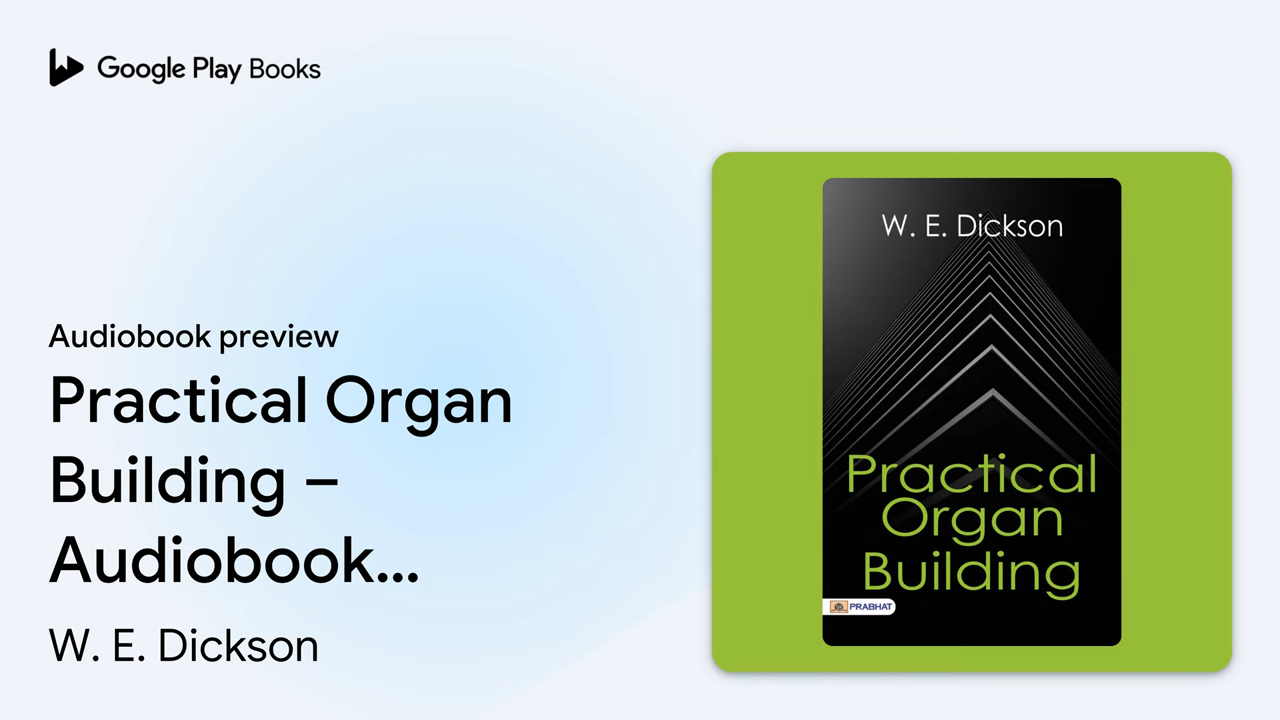 Google Play Books
Audiobook preview
Practical Organ
Building –
Audiobook...
W. E. Dickson
W. E. Dickson
Practical
Organ
Building
PRABHAT